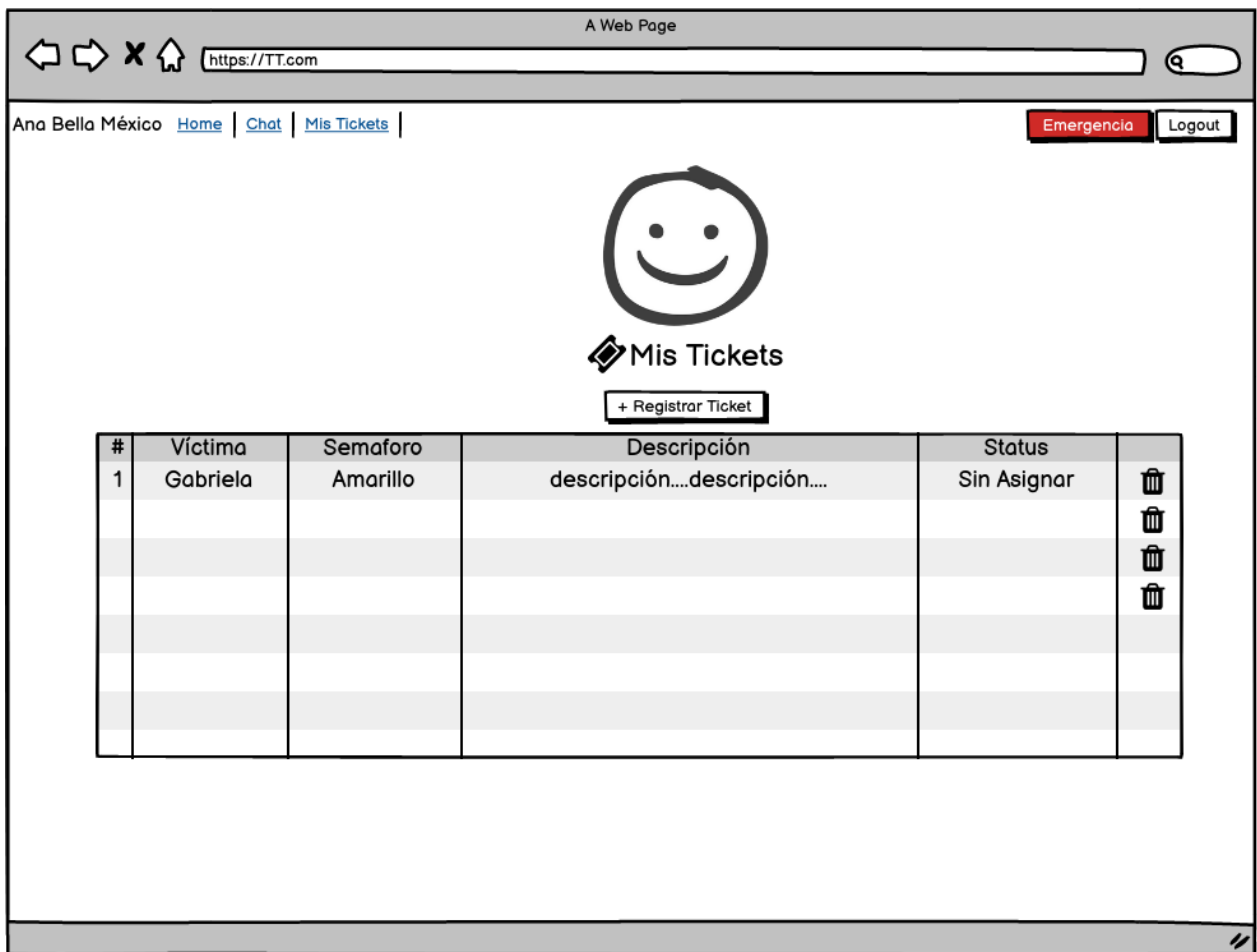 A Web Page
https://TT.com
Ana Bella México Home Chat Mis Tickets Emergencia Logout
Mis Tickets
+ Registrar Ticket
# Víctima Semaforo Descripción Status
1 Gabriela Amarillo descripción....descripción.... Sin Asignar